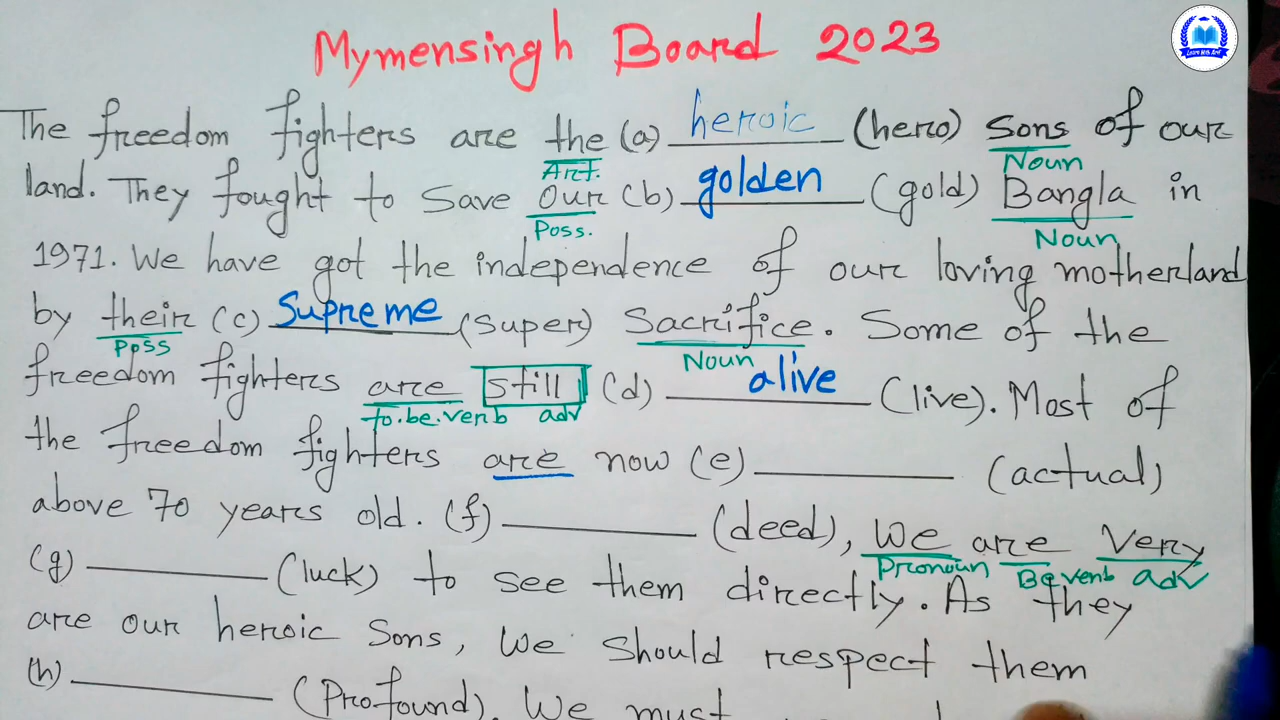 Mymensingh Board 2023
The freedom fighters are the (a) heroic (hero) Sons of our
Art. Noun
land. They fought to Save our (b) golden (gold) Bangla in
Poss. Noun
1971. We have got the independence of our loving motherland
by their (c) Supreme (Super) Sacrifice. Some of the
Poss Noun
freedom fighters are still (d) alive (live). Most of
to.be.verb adv
the freedom fighters are now (e) (actual)
above 70 years old. (f) (deed), We are very
Pronoun Be verb adv
(g) (luck) to see them directly. As they
are our heroic Sons, We should respect them
(h) (Profound). We must